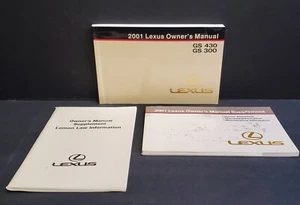 2001 Lexus Owner's Manual
GS 430
GS 300
LEXUS
Owner's Manual
Supplement
Lemon Law Information
LEXUS
2001 Lexus Owner's Manual Supplement
LEXUS